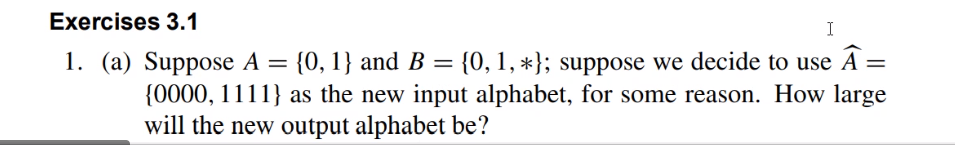 Exercises 3.1
1. (a) Suppose A = {0, 1} and B = {0, 1, ∗}; suppose we decide to use Â =
{0000, 1111} as the new input alphabet, for some reason. How large
will the new output alphabet be?